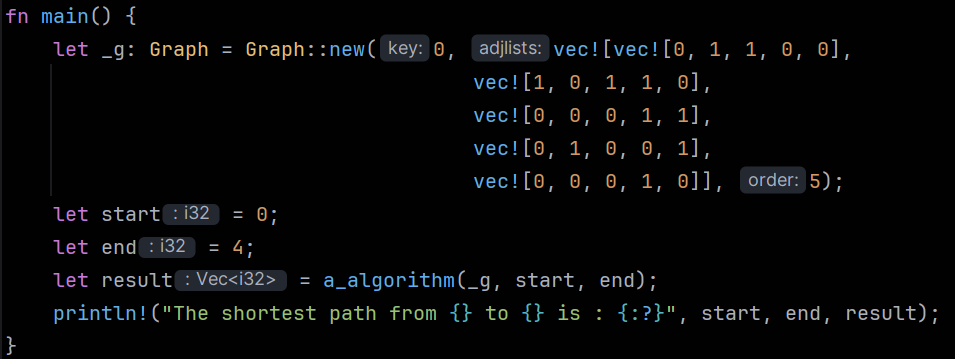 fn main() {
let _g: Graph = Graph::new( key: 0, adjlists: vec![vec![0, 1, 1, 0, 0],
vec![1, 0, 1, 1, 0],
vec![0, 0, 0, 1, 1],
vec![0, 1, 0, 0, 1],
vec![0, 0, 0, 1, 0]], order: 5);
let start : i32 = 0;
let end : i32 = 4;
let result : Vec<i32> = a_algorithm(_g, start, end);
println!("The shortest path from {} to {} is : {:?}", start, end, result);
}